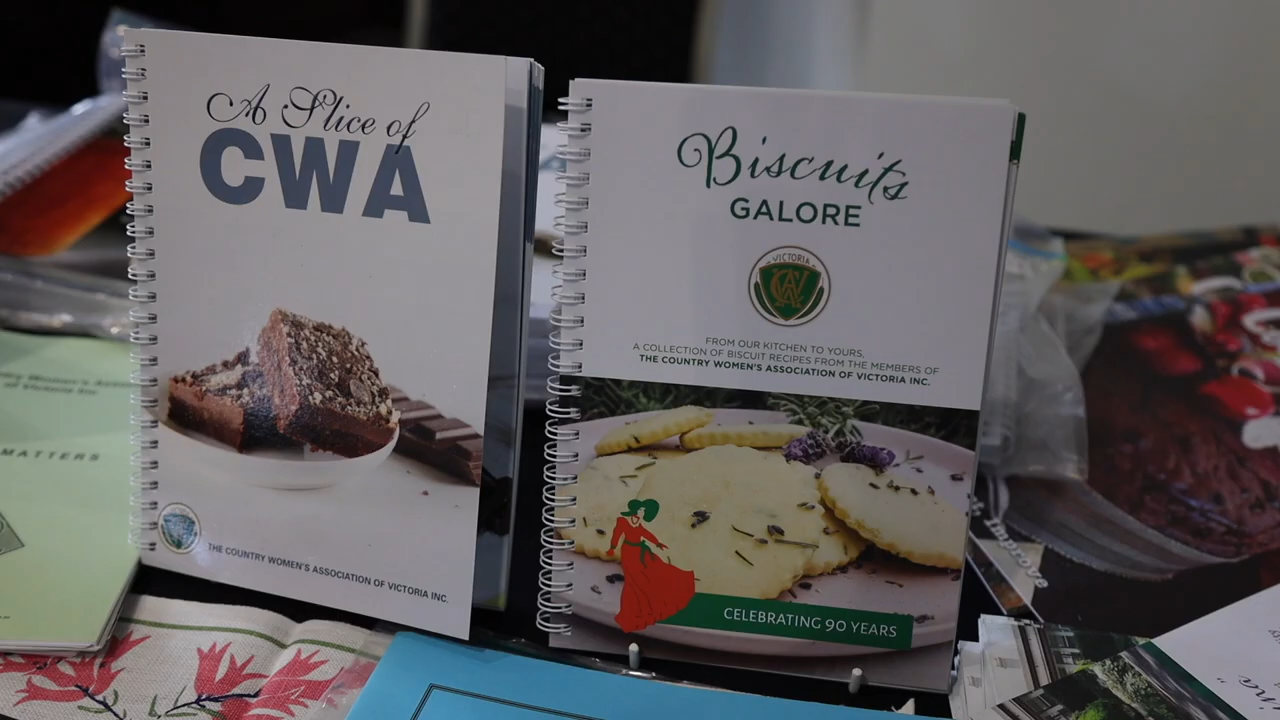 A Slice of
CWA
THE COUNTRY WOMEN'S ASSOCIATION OF VICTORIA INC.
Biscuits
GALORE
VICTORIA
CWA
FROM OUR KITCHEN TO YOURS,
A COLLECTION OF BISCUIT RECIPES FROM THE MEMBERS OF
THE COUNTRY WOMEN'S ASSOCIATION OF VICTORIA INC.
CELEBRATING 90 YEARS
MATTERS
Improve